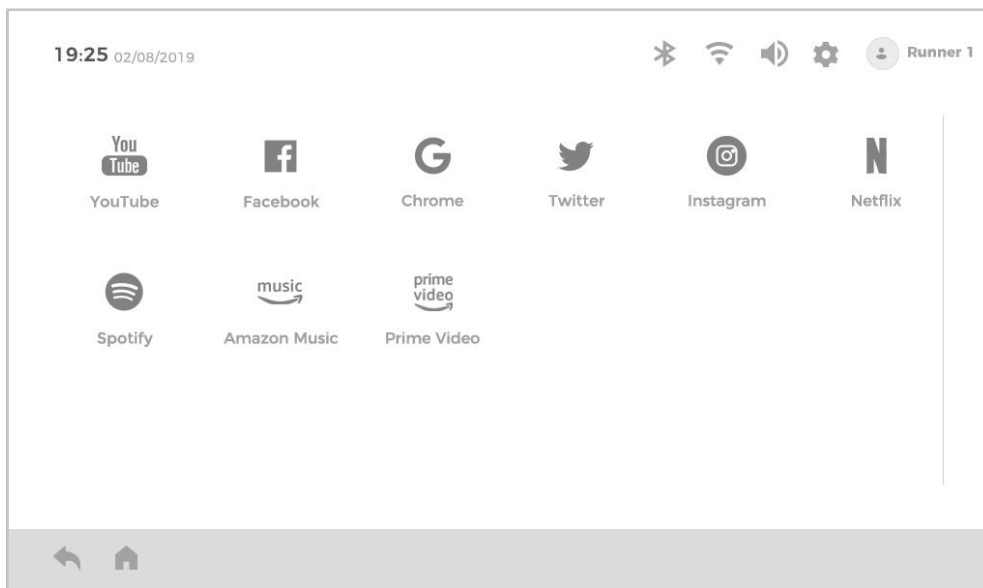 19:25 02/08/2019 Runner 1
You
Tube
YouTube Facebook Chrome Twitter Instagram Netflix
music
prime
video
Spotify Amazon Music Prime Video